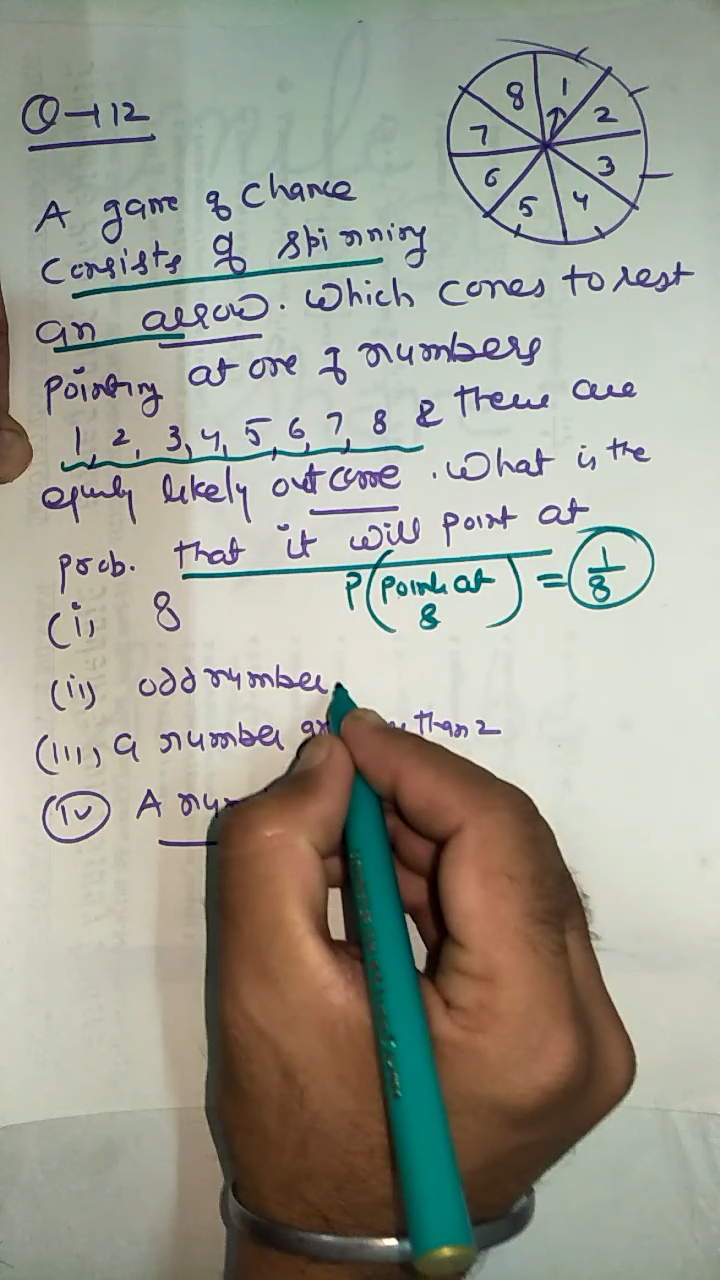 Q→12
8 1
7 2
6 3
5 4
A game of chance
consists of spinning
an arrow. which comes to rest
pointing at one of numbers
1, 2, 3, 4, 5, 6, 7, 8 & these are
equally likely outcome. What is the
prob. that it will point at
(i) 8 P(point at 8) = 1/8
(ii) odd number
(iii) a number than 2
(iv) A